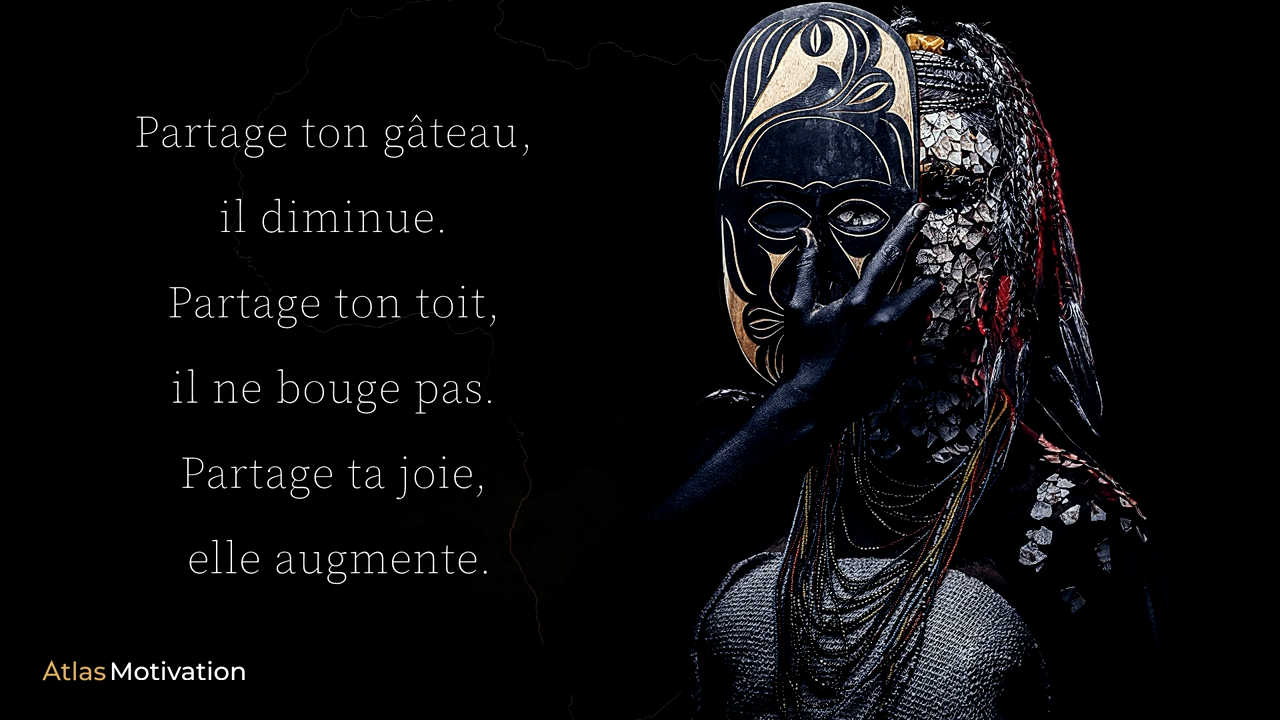 Partage ton gâteau,
il diminue.
Partage ton toit,
il ne bouge pas.
Partage ta joie,
elle augmente.
Atlas Motivation